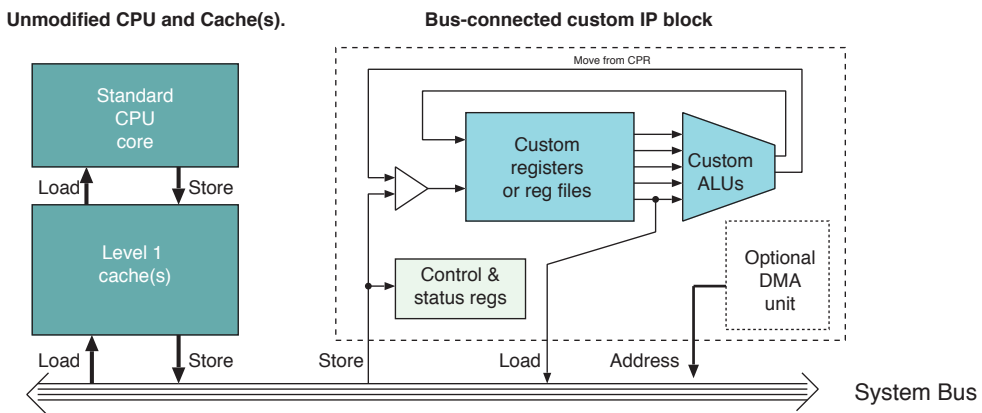 Unmodified CPU and Cache(s).
Bus-connected custom IP block
Move from CPR
Standard
CPU
core
Custom
registers
or reg files
Custom
ALUs
Load
Store
Level 1
cache(s)
Control &
status regs
Optional
DMA
unit
Load
Store
Store
Load
Address
System Bus